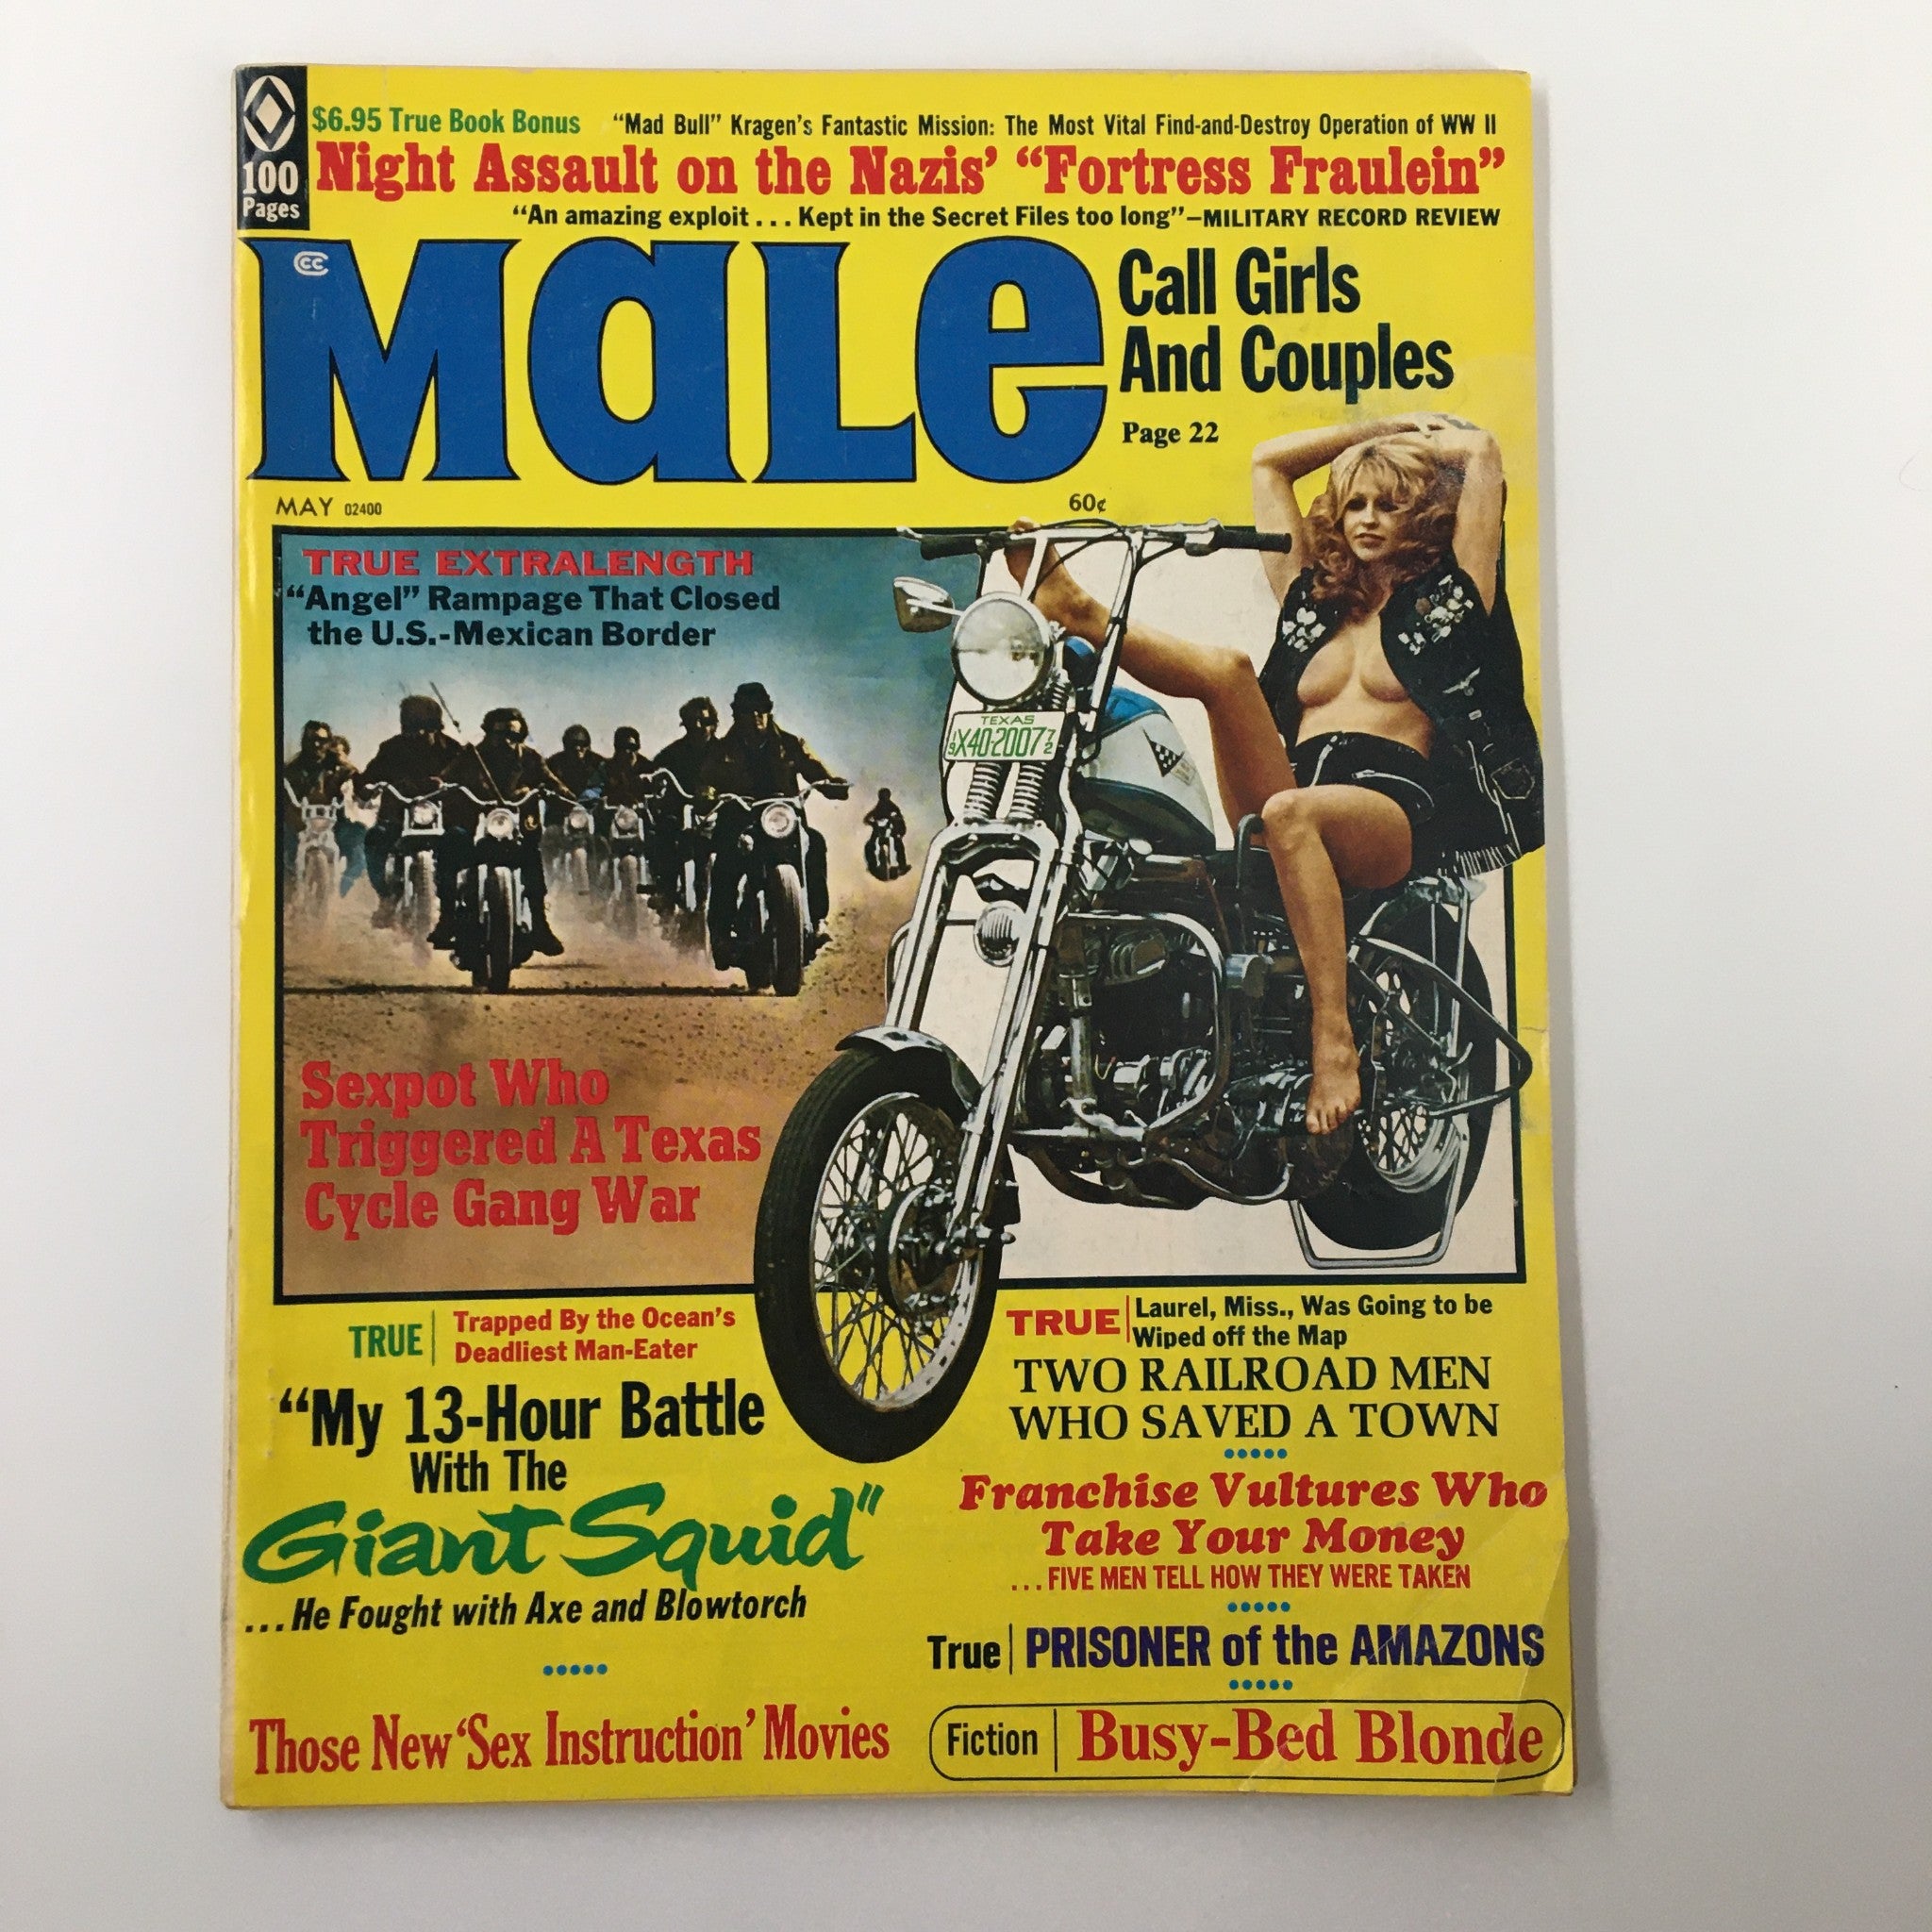 $6.95 True Book Bonus "Mad Bull" Kragen's Fantastic Mission: The Most Vital Find-and-Destroy Operation of WW II
100
Pages
Night Assault on the Nazis' "Fortress Fraulein"
"An amazing exploit . . . Kept in the Secret Files too long"–MILITARY RECORD REVIEW
CC
MaLe
Call Girls
And Couples
Page 22
MAY 02400
60¢
TRUE EXTRALENGTH
"Angel" Rampage That Closed
the U.S.-Mexican Border
TEXAS
19 X40-2007 72
Sexpot Who
Triggered A Texas
Cycle Gang War
TRUE
Trapped By the Ocean's
Deadliest Man-Eater
"My 13-Hour Battle
With The
Giant Squid"
. . . He Fought with Axe and Blowtorch
Those New 'Sex Instruction' Movies
TRUE
Laurel, Miss., Was Going to be
Wiped off the Map
TWO RAILROAD MEN
WHO SAVED A TOWN
Franchise Vultures Who
Take Your Money
. . . FIVE MEN TELL HOW THEY WERE TAKEN
True PRISONER of the AMAZONS
Fiction Busy-Bed Blonde